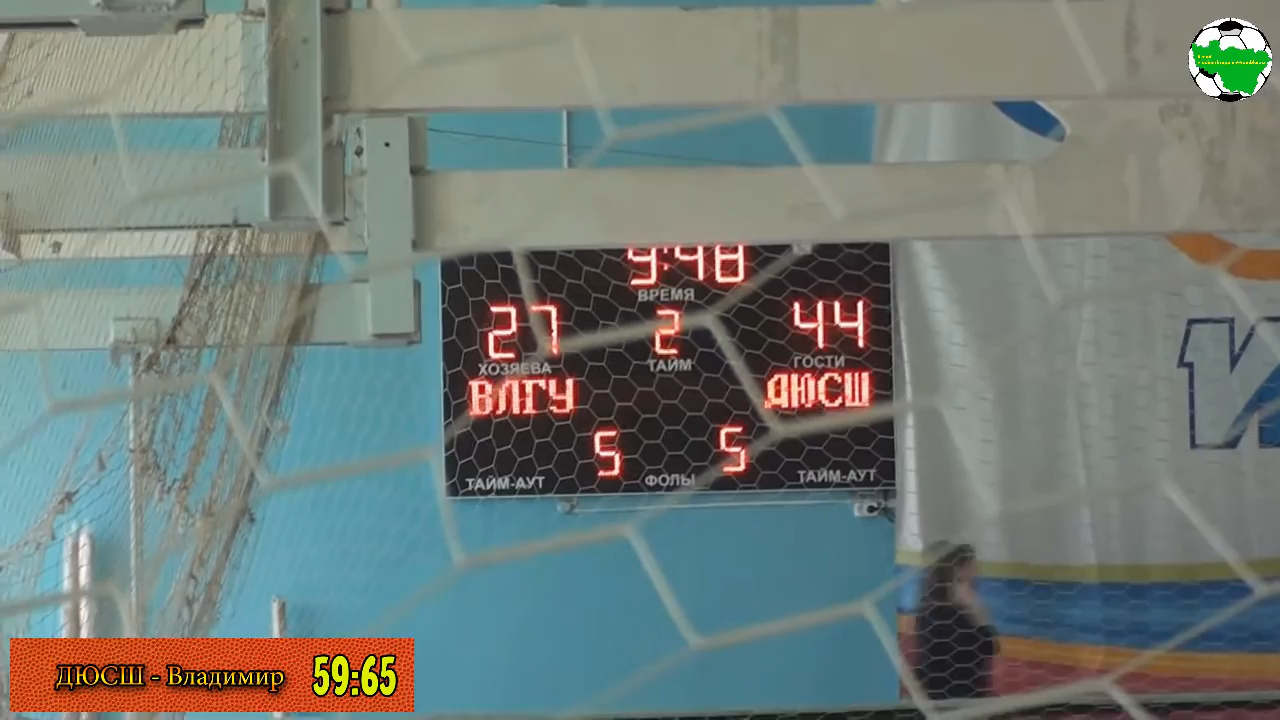 9:48
ВРЕМЯ
27 2 44
ХОЗЯЕВА ТАЙМ ГОСТИ
ВЛГУ ДЮСШ
5 5
ТАЙМ-АУТ ФОЛЫ ТАЙМ-АУТ
ДЮСШ - Владимир 59:65